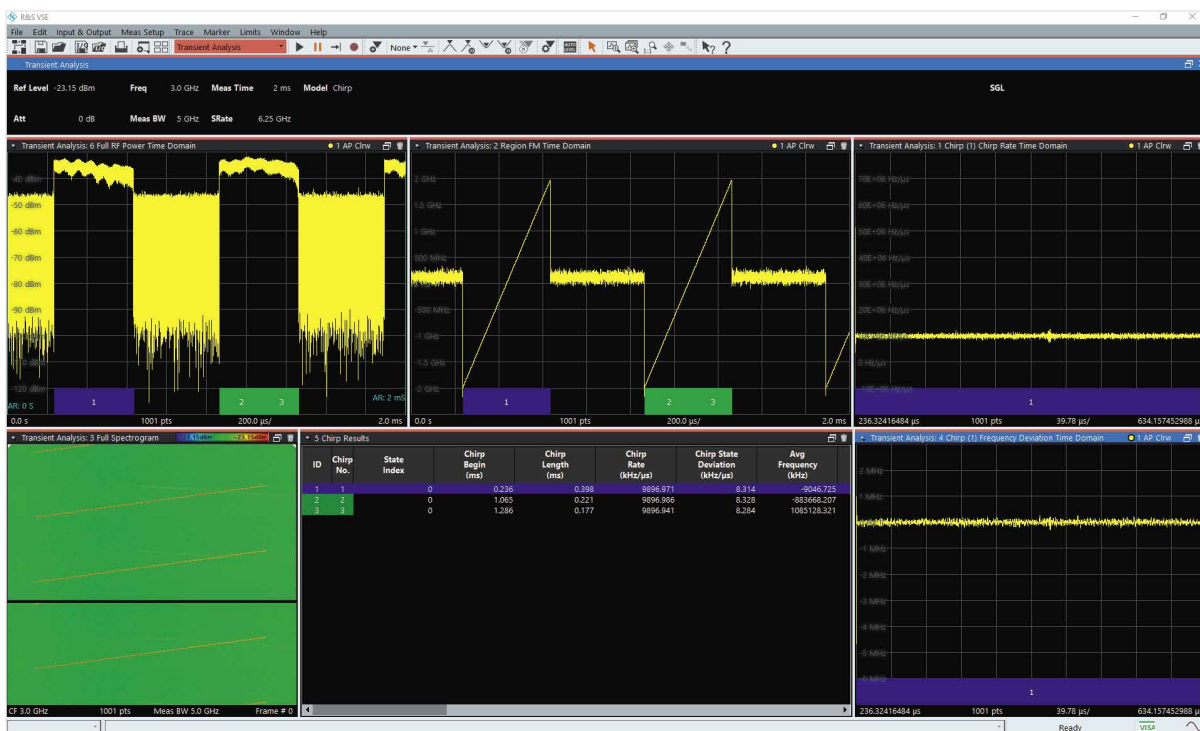 R&S VSE
File Edit Input & Output Meas Setup Trace Marker Limits Window Help
Transient Analysis None
Transient Analysis
Ref Level -23.15 dBm Freq 3.0 GHz Meas Time 2 ms Model Chirp SGL
Att 0 dB Meas BW 5 GHz SRate 6.25 GHz
Transient Analysis: 6 Full RF Power Time Domain 1 AP Clrw
-40 dBm
-50 dBm
-60 dBm
-70 dBm
-80 dBm
-90 dBm
-120 dBm
AR: 0 S 1 2 3 AR: 2 mS
0.0 s 1001 pts 200.0 µs/ 2.0 ms
Transient Analysis: 2 Region FM Time Domain 1 AP Clrw
2 GHz
1.5 GHz
1 GHz
500 MHz
-500 MHz
-1 GHz
-1.5 GHz
-2 GHz
1 2 3
0.0 s 1001 pts 200.0 µs/ 2.0 ms
Transient Analysis: 1 Chirp (1) Chirp Rate Time Domain 1 AP Clrw
70E+06 Hz/µs
60E+06 Hz/µs
50E+06 Hz/µs
40E+06 Hz/µs
30E+06 Hz/µs
20E+06 Hz/µs
0 Hz/µs
-10E+06 Hz/µs
1
236.32416484 µs 1001 pts 39.78 µs/ 634.157452988 µs
Transient Analysis: 3 Full Spectrogram -23.15dBm
CF 3.0 GHz 1001 pts Meas BW 5.0 GHz Frame # 0
5 Chirp Results
ID Chirp No. State Index Chirp Begin (ms) Chirp Length (ms) Chirp Rate (kHz/µs) Chirp State Deviation (kHz/µs) Avg Frequency (kHz)
1 1 0 0.236 0.398 9896.971 8.314 -9046.725
2 2 0 1.065 0.221 9896.986 8.328 -883668.207
3 3 0 1.286 0.177 9896.941 8.284 1085128.321
Transient Analysis: 4 Chirp (1) Frequency Deviation Time Domain 1 AP Clrw
2 MHz
1 MHz
-1 MHz
-2 MHz
-3 MHz
-4 MHz
-5 MHz
-6 MHz
1
236.32416484 µs 1001 pts 39.78 µs/ 634.157452988 µs
Ready VISA